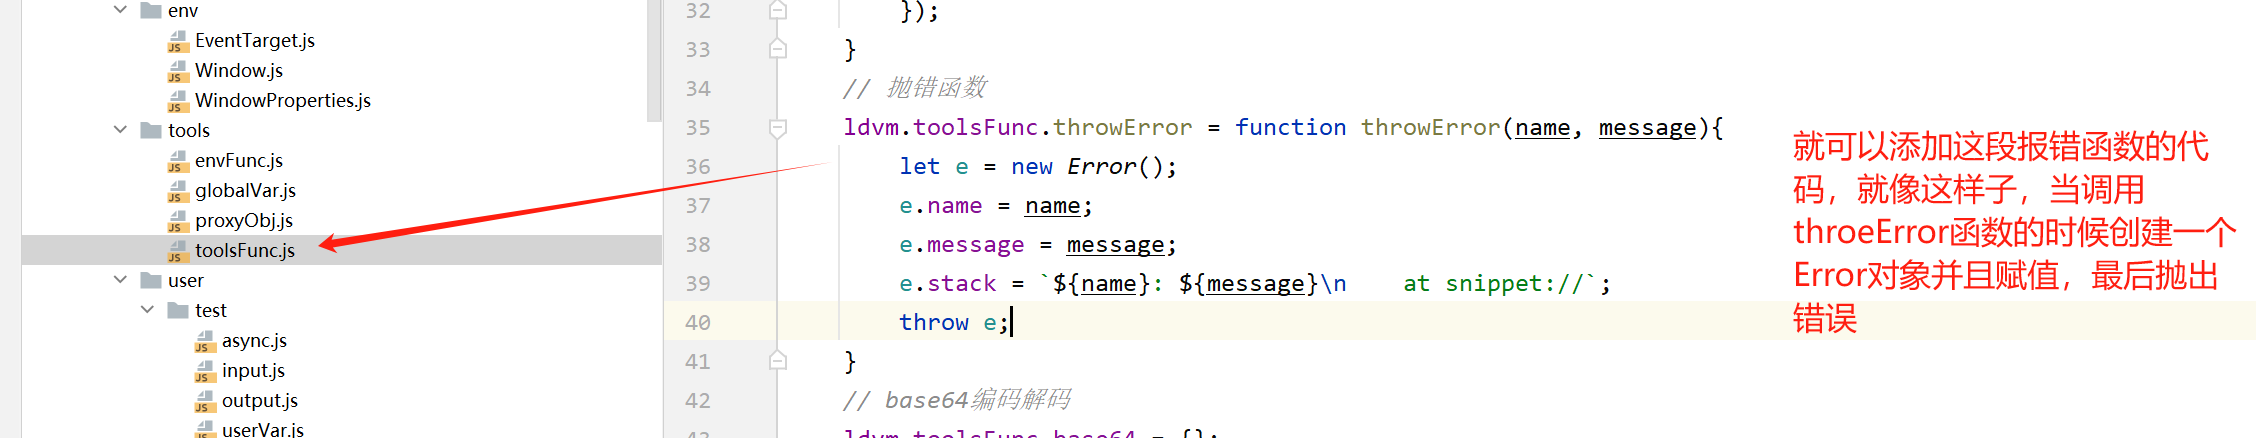 env
EventTarget.js
Window.js
WindowProperties.js
tools
envFunc.js
globalVar.js
proxyObj.js
toolsFunc.js
user
test
async.js
input.js
output.js
userVar.js
32 });
33 }
34 // 抛错函数
35 ldvm.toolsFunc.throwError = function throwError(name, message){
36 let e = new Error();
37 e.name = name;
38 e.message = message;
39 e.stack = `${name}: ${message}\n    at snippet://`;
40 throw e;
41 }
42 // base64编码解码
43 ldvm.toolsFunc.base64 = {};
就可以添加这段报错函数的代
码，就像这样子，当调用
throeError函数的时候创建一个
Error对象并且赋值，最后抛出
错误